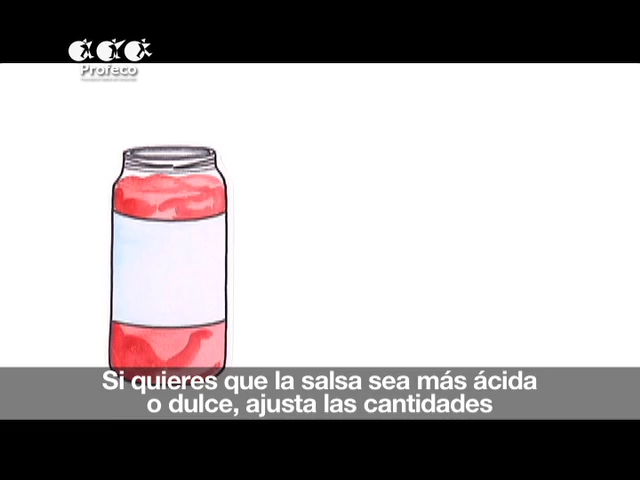 Profeco
Si quieres que la salsa sea más ácida
o dulce, ajusta las cantidades